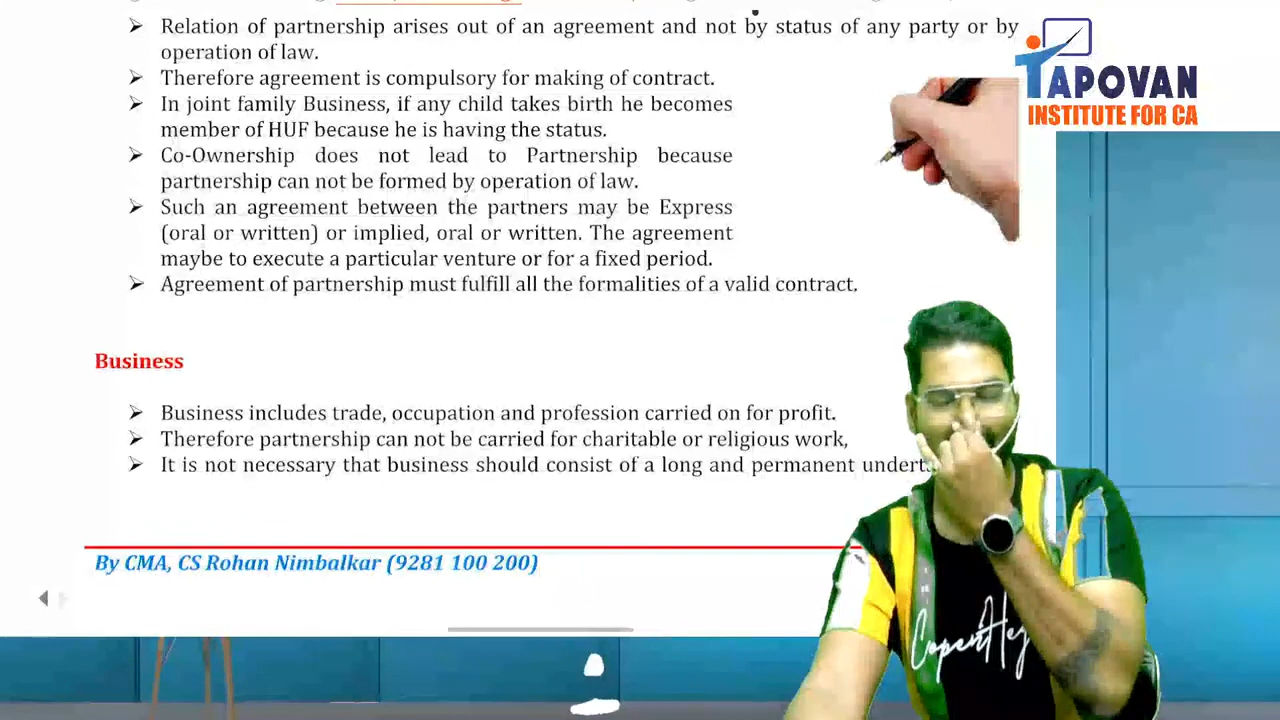 Relation of partnership arises out of an agreement and not by status of any party or by
operation of law.
Therefore agreement is compulsory for making of contract.
In joint family Business, if any child takes birth he becomes
member of HUF because he is having the status.
Co-Ownership does not lead to Partnership because
partnership can not be formed by operation of law.
Such an agreement between the partners may be Express
(oral or written) or implied, oral or written. The agreement
maybe to execute a particular venture or for a fixed period.
Agreement of partnership must fulfill all the formalities of a valid contract.
TAPOVAN
INSTITUTE FOR CA
Business
Business includes trade, occupation and profession carried on for profit.
Therefore partnership can not be carried for charitable or religious work,
It is not necessary that business should consist of a long and permanent
By CMA, CS Rohan Nimbalkar (9281 100 200)